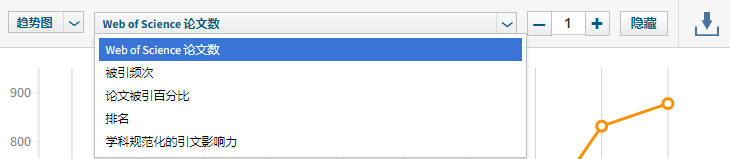 趋势图
Web of Science 论文数
1
隐藏
Web of Science 论文数
被引频次
论文被引百分比
排名
学科规范化的引文影响力
900
800